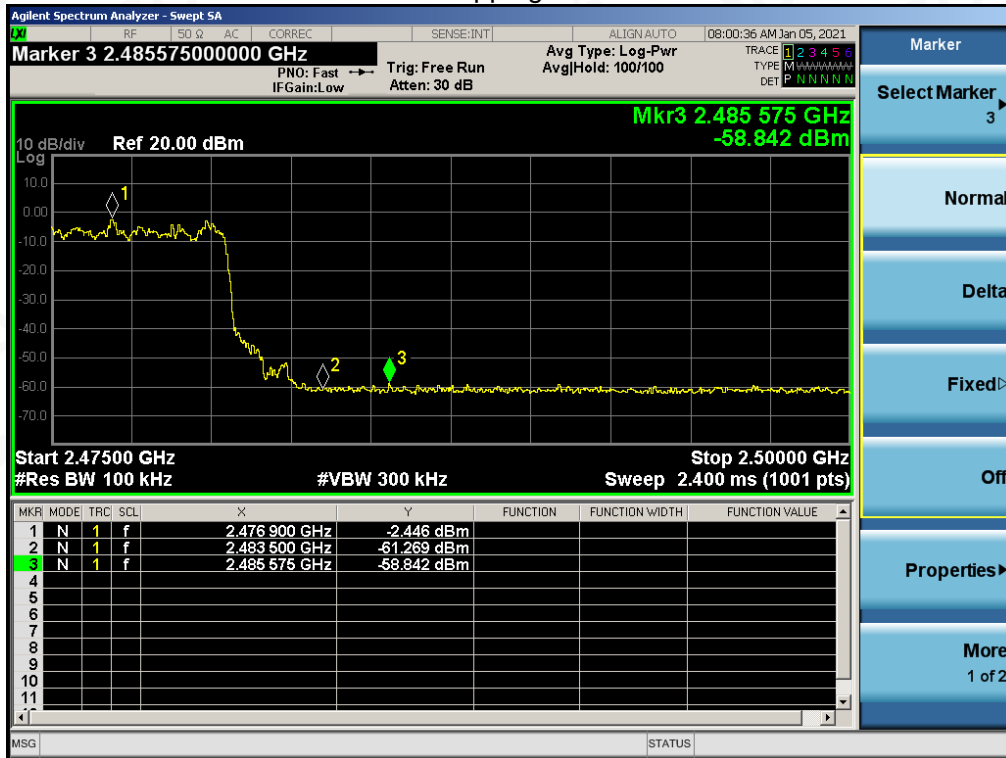 pping
Agilent Spectrum Analyzer - Swept SA
LXI RF 50 Ω AC CORREC SENSE:INT ALIGN AUTO 08:00:36 AM Jan 05, 2021
Marker 3 2.485575000000 GHz
PNO: Fast
IFGain:Low
Trig: Free Run
Atten: 30 dB
Avg Type: Log-Pwr
Avg|Hold: 100/100
TRACE 1 2 3 4 5 6
TYPE M
DET P N N N N N
Mkr3 2.485 575 GHz
-58.842 dBm
10 dB/div Ref 20.00 dBm
Log
10.0
0.00
-10.0
-20.0
-30.0
-40.0
-50.0
-60.0
-70.0
1
2
3
Start 2.47500 GHz Stop 2.50000 GHz
#Res BW 100 kHz #VBW 300 kHz Sweep 2.400 ms (1001 pts)
MKR MODE TRC SCL X Y FUNCTION FUNCTION WIDTH FUNCTION VALUE
1 N 1 f 2.476 900 GHz -2.446 dBm
2 N 1 f 2.483 500 GHz -61.269 dBm
3 N 1 f 2.485 575 GHz -58.842 dBm
4
5
6
7
8
9
10
11
MSG STATUS
Marker
Select Marker
3
Normal
Delta
Fixed
Off
Properties
More
1 of 2